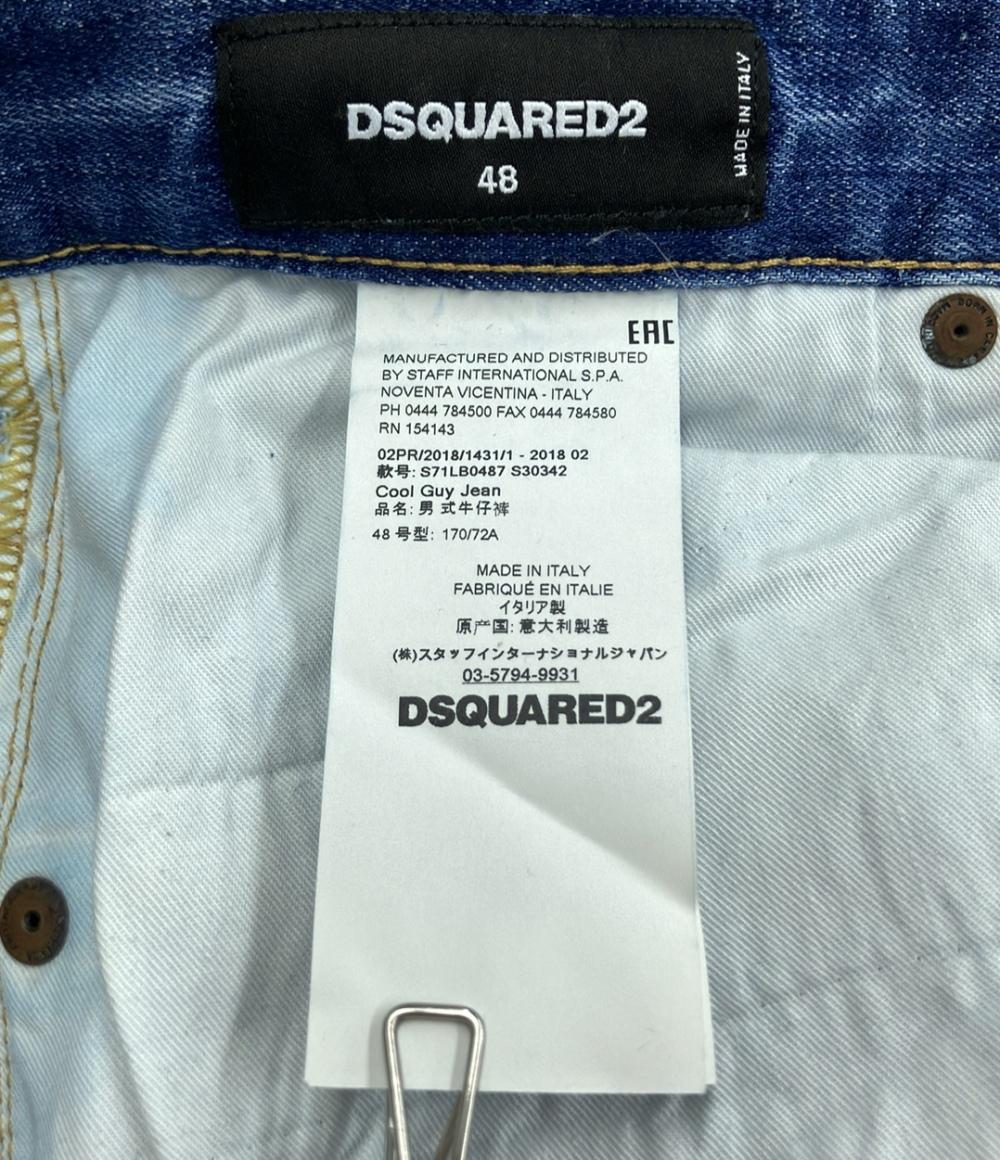 DSQUARED2
48
MADE IN ITALY
EAC
MANUFACTURED AND DISTRIBUTED
BY STAFF INTERNATIONAL S.P.A.
NOVENTA VICENTINA - ITALY
PH 0444 784500 FAX 0444 784580
RN 154143
02PR/2018/1431/1 - 2018 02
款号: S71LB0487 S30342
Cool Guy Jean
品名: 男式牛仔裤
48 号型: 170/72A
MADE IN ITALY
FABRIQUÉ EN ITALIE
イタリア製
原产国: 意大利製造
(株)スタッフインターナショナルジャパン
03-5794-9931
DSQUARED2